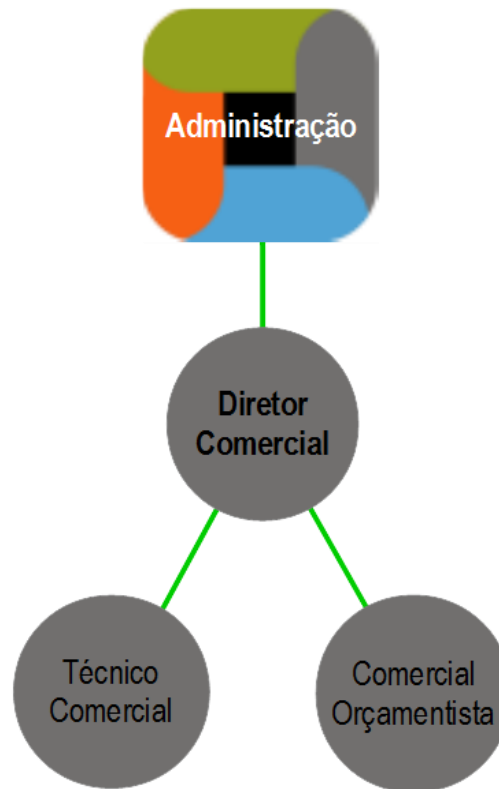 Administração
Diretor
Comercial
Técnico
Comercial
Comercial
Orçamentista